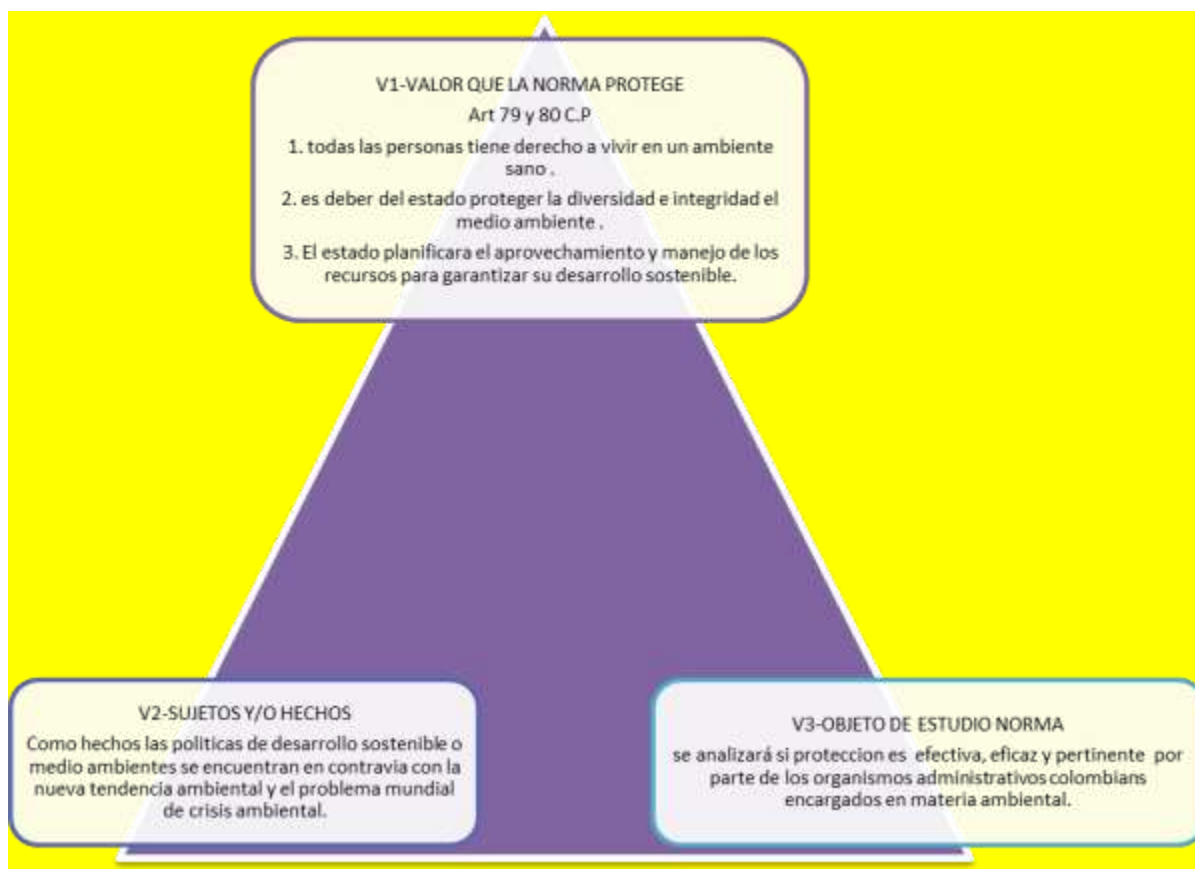 V1-VALOR QUE LA NORMA PROTEGE
Art 79 y 80 C.P
1. todas las personas tiene derecho a vivir en un ambiente
sano .
2. es deber del estado proteger la diversidad e integridad el
medio ambiente .
3. El estado planificara el aprovechamiento y manejo de los
recursos para garantizar su desarrollo sostenible.
V2-SUJETOS Y/O HECHOS
Como hechos las politicas de desarrollo sostenible o
medio ambientes se encuentran en contravia con la
nueva tendencia ambiental y el problema mundial
de crisis ambiental.
V3-OBJETO DE ESTUDIO NORMA
se analizará si proteccion es efectiva, eficaz y pertinente por
parte de los organismos administrativos colombians
encargados en materia ambiental.